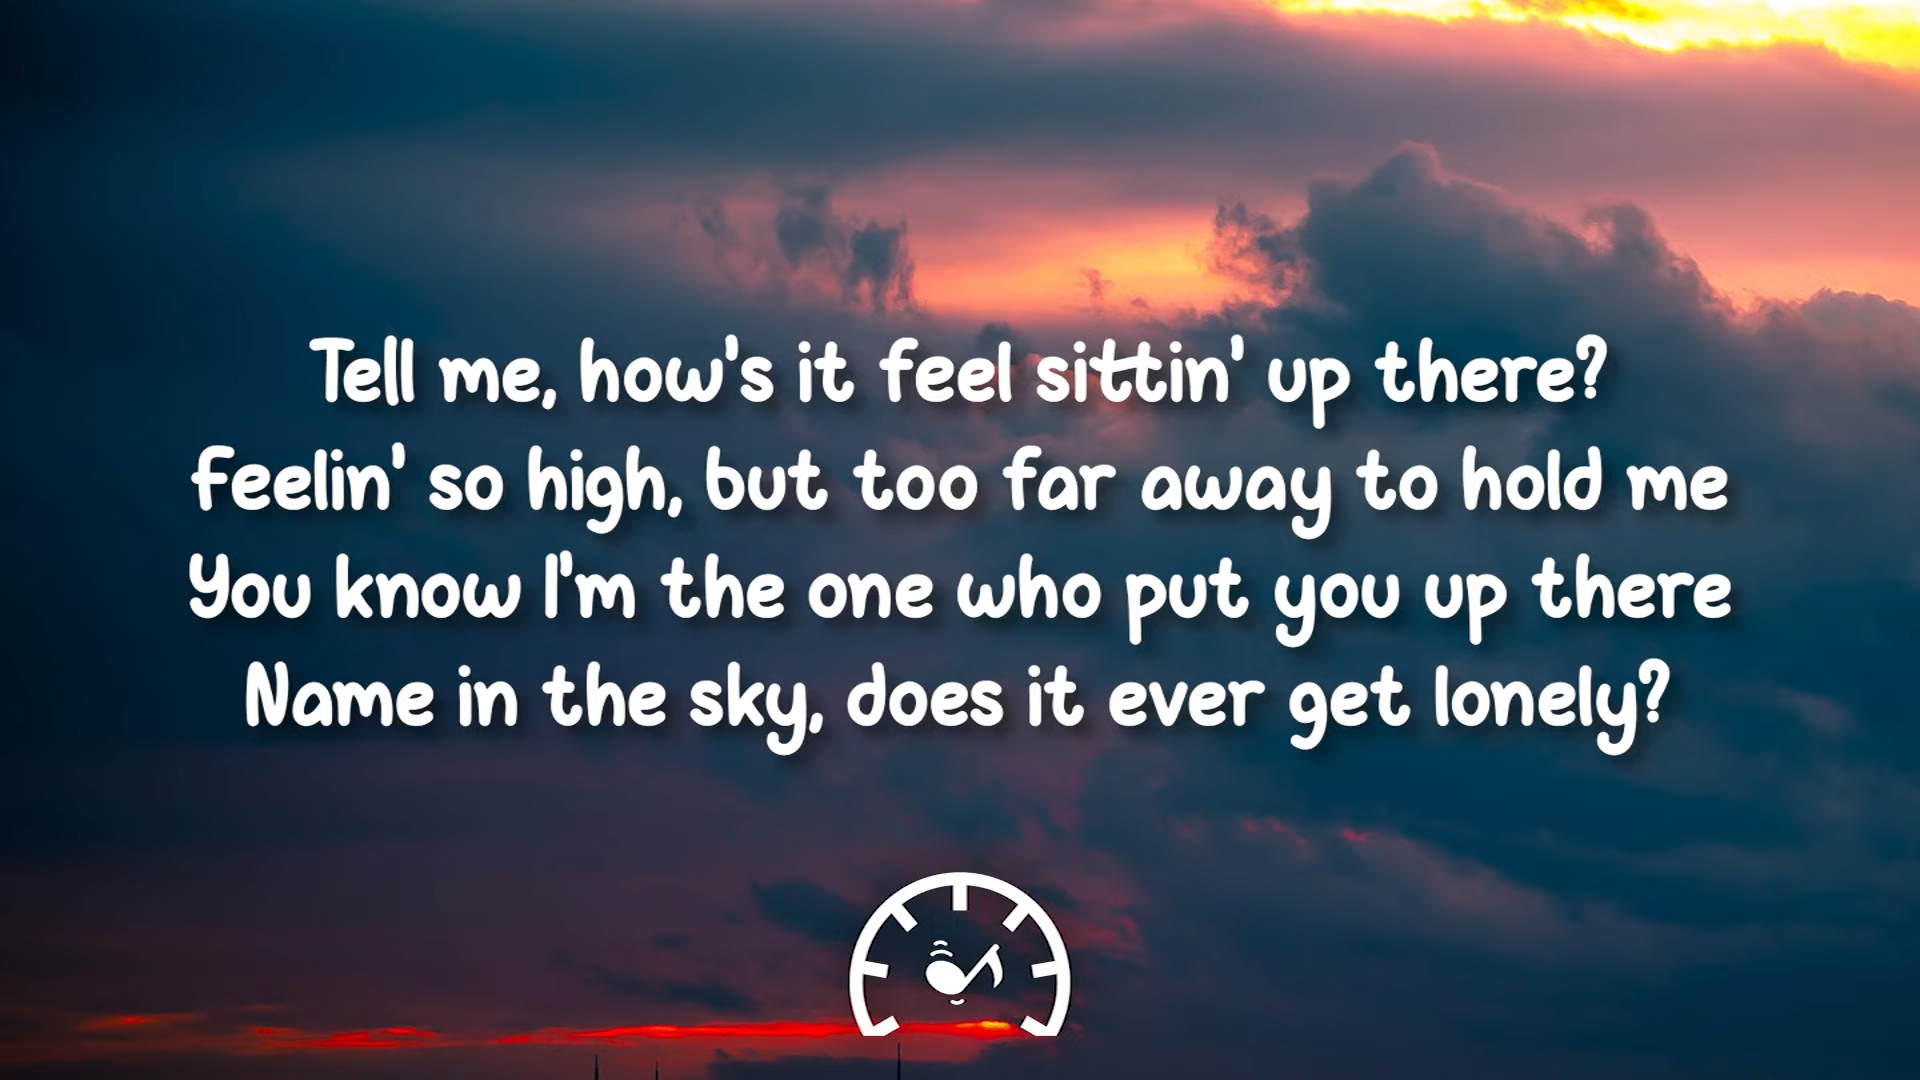 Tell me, how's it feel sittin' up there?
Feelin' so high, but too far away to hold me
You know I'm the one who put you up there
Name in the sky, does it ever get lonely?